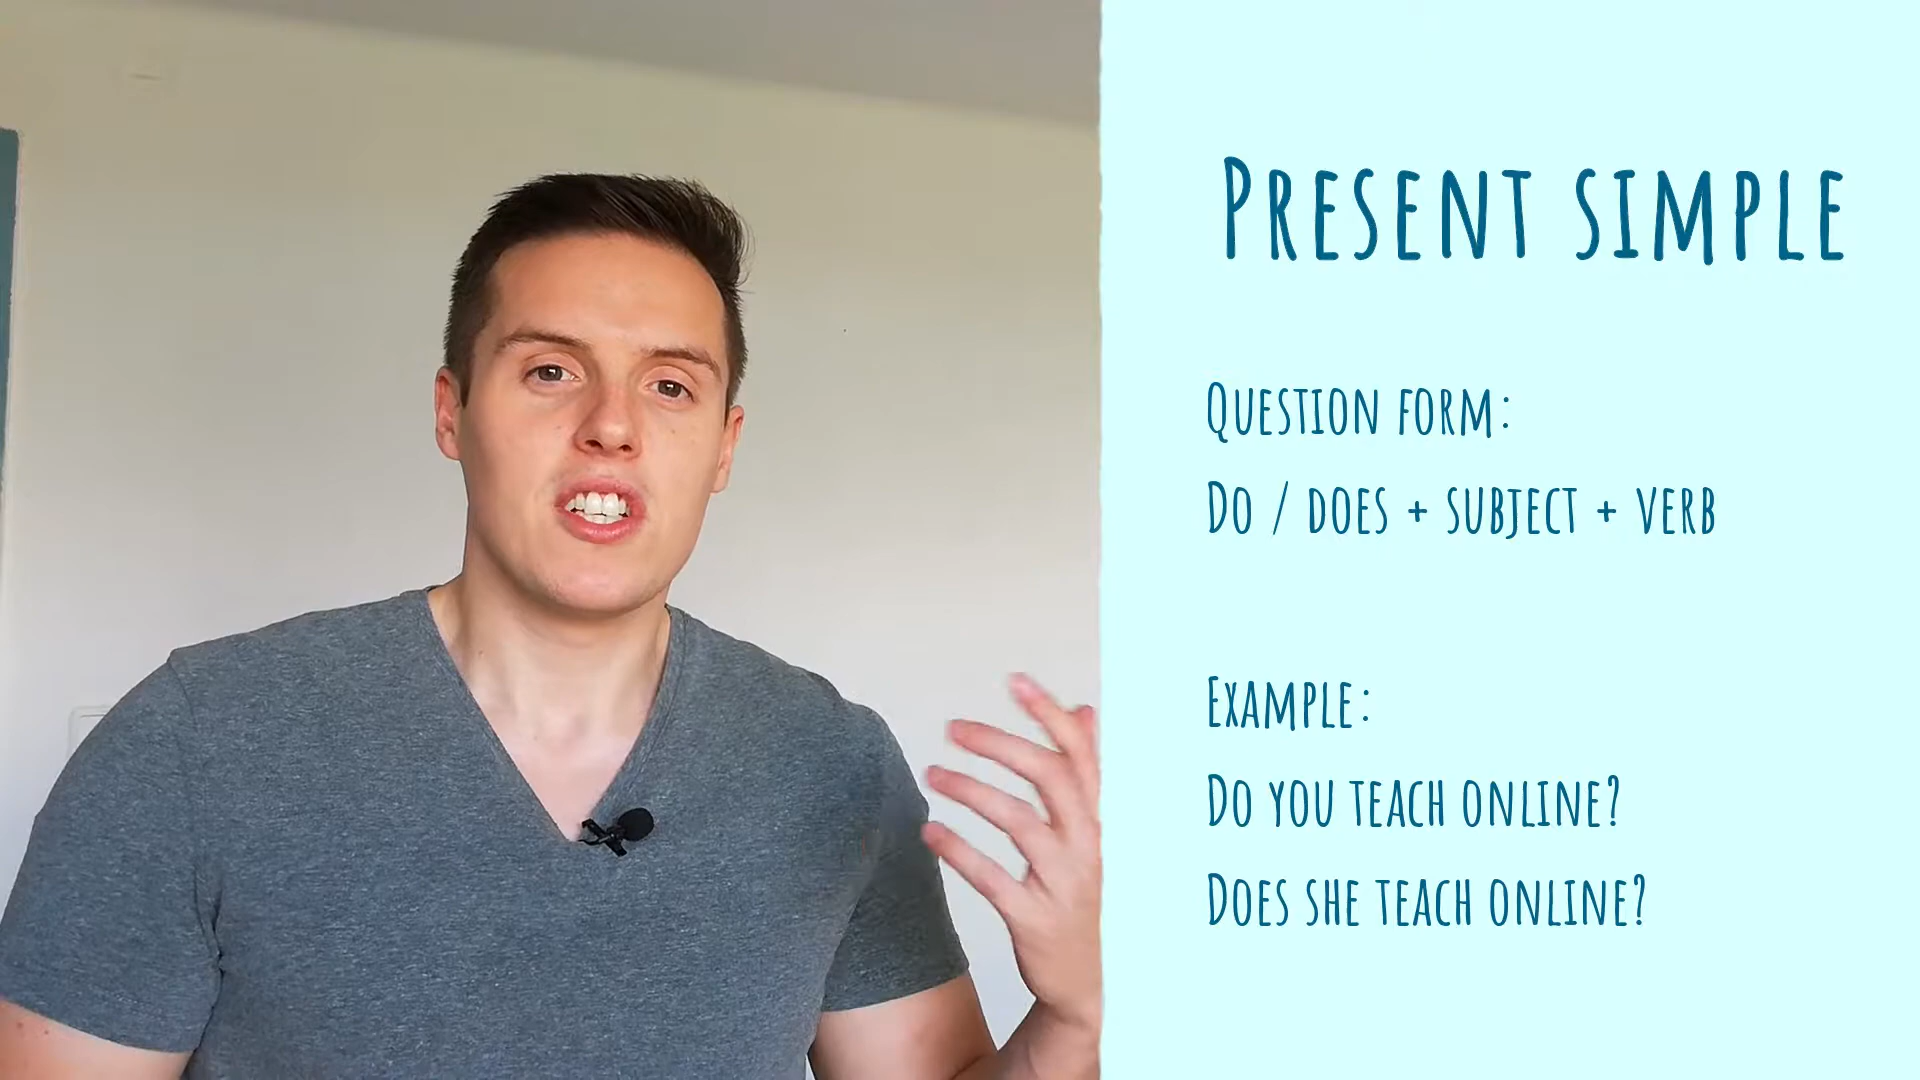 Present simple
Question form:
Do / does + subject + verb
Example:
Do you teach online?
Does she teach online?